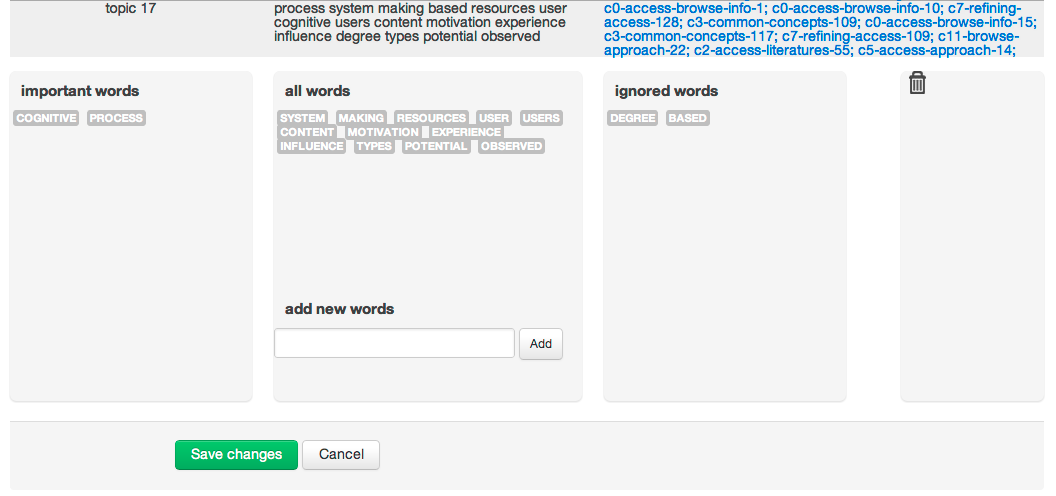 topic 17
process system making based resources user
cognitive users content motivation experience
influence degree types potential observed
c0-access-browse-info-1; c0-access-browse-info-10; c7-refining-
access-128; c3-common-concepts-109; c0-access-browse-info-15;
c3-common-concepts-117; c7-refining-access-109; c11-browse-
approach-22; c2-access-literatures-55; c5-access-approach-14;
important words
COGNITIVE PROCESS
all words
SYSTEM MAKING RESOURCES USER USERS
CONTENT MOTIVATION EXPERIENCE
INFLUENCE TYPES POTENTIAL OBSERVED
add new words
Add
ignored words
DEGREE BASED
Save changes Cancel